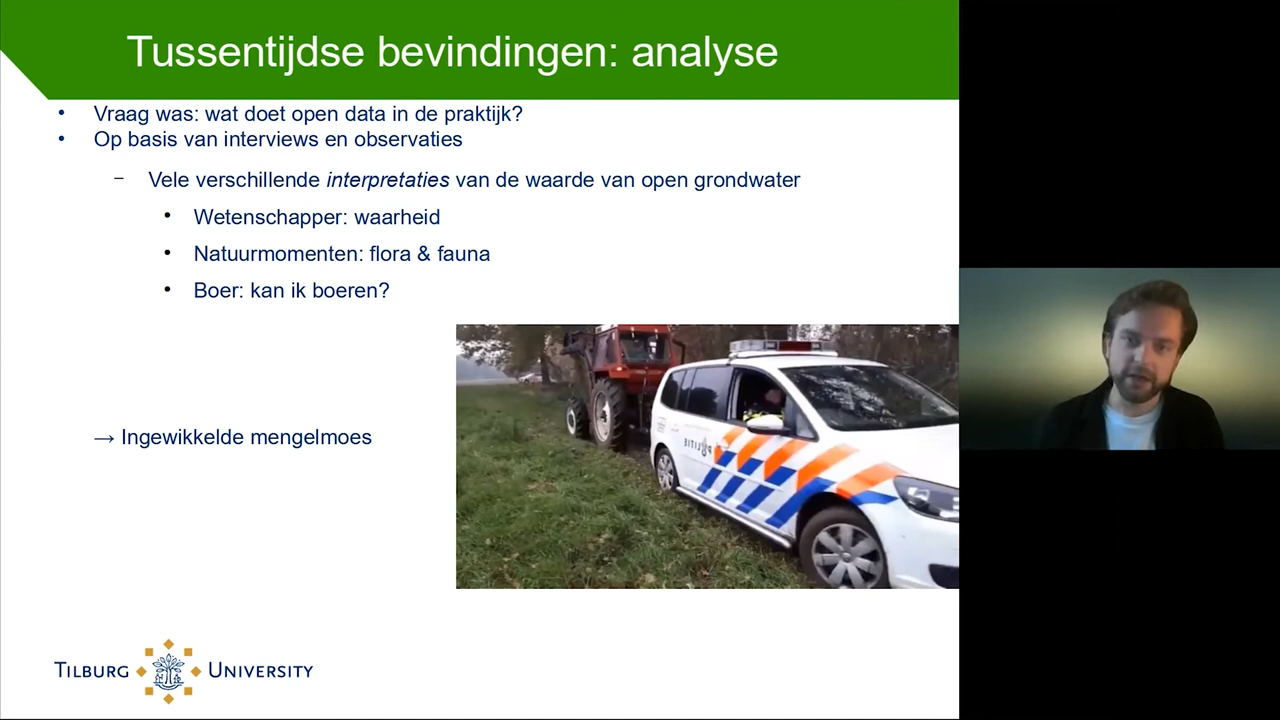 Tussentijdse bevindingen: analyse
• Vraag was: wat doet open data in de praktijk?
• Op basis van interviews en observaties
– Vele verschillende interpretaties van de waarde van open grondwater
• Wetenschapper: waarheid
• Natuurmomenten: flora & fauna
• Boer: kan ik boeren?
→ Ingewikkelde mengelmoes
POLITIE
TILBURG UNIVERSITY